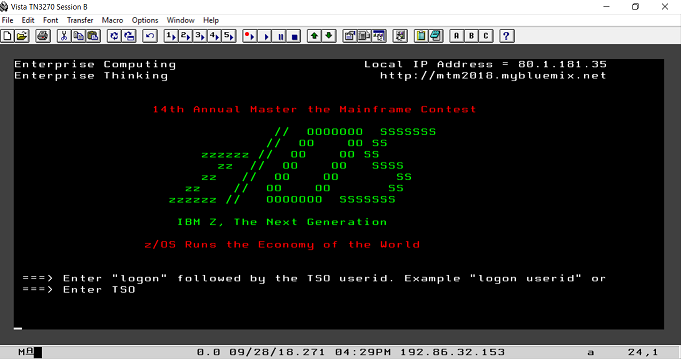 Vista TN3270 Session B
File Edit Font Transfer Macro Options Window Help
1 2 3 4 5 A B C ?
Enterprise Computing Local IP Address = 80.1.181.35
Enterprise Thinking http://mtm2018.mybluemix.net
14th Annual Master the Mainframe Contest
// OOOOOOO SSSSSSS
// OO OO SS
zzzzzz // OO OO SS
zz // OO OO SSSS
zz // OO OO SS
zz // OO OO SS
zzzzzz // OOOOOOO SSSSSSS
IBM Z, The Next Generation
z/OS Runs the Economy of the World
===> Enter "logon" followed by the TSO userid. Example "logon userid" or
===> Enter TSO
0.0 09/28/18.271 04:29PM 192.86.32.153 a 24,1